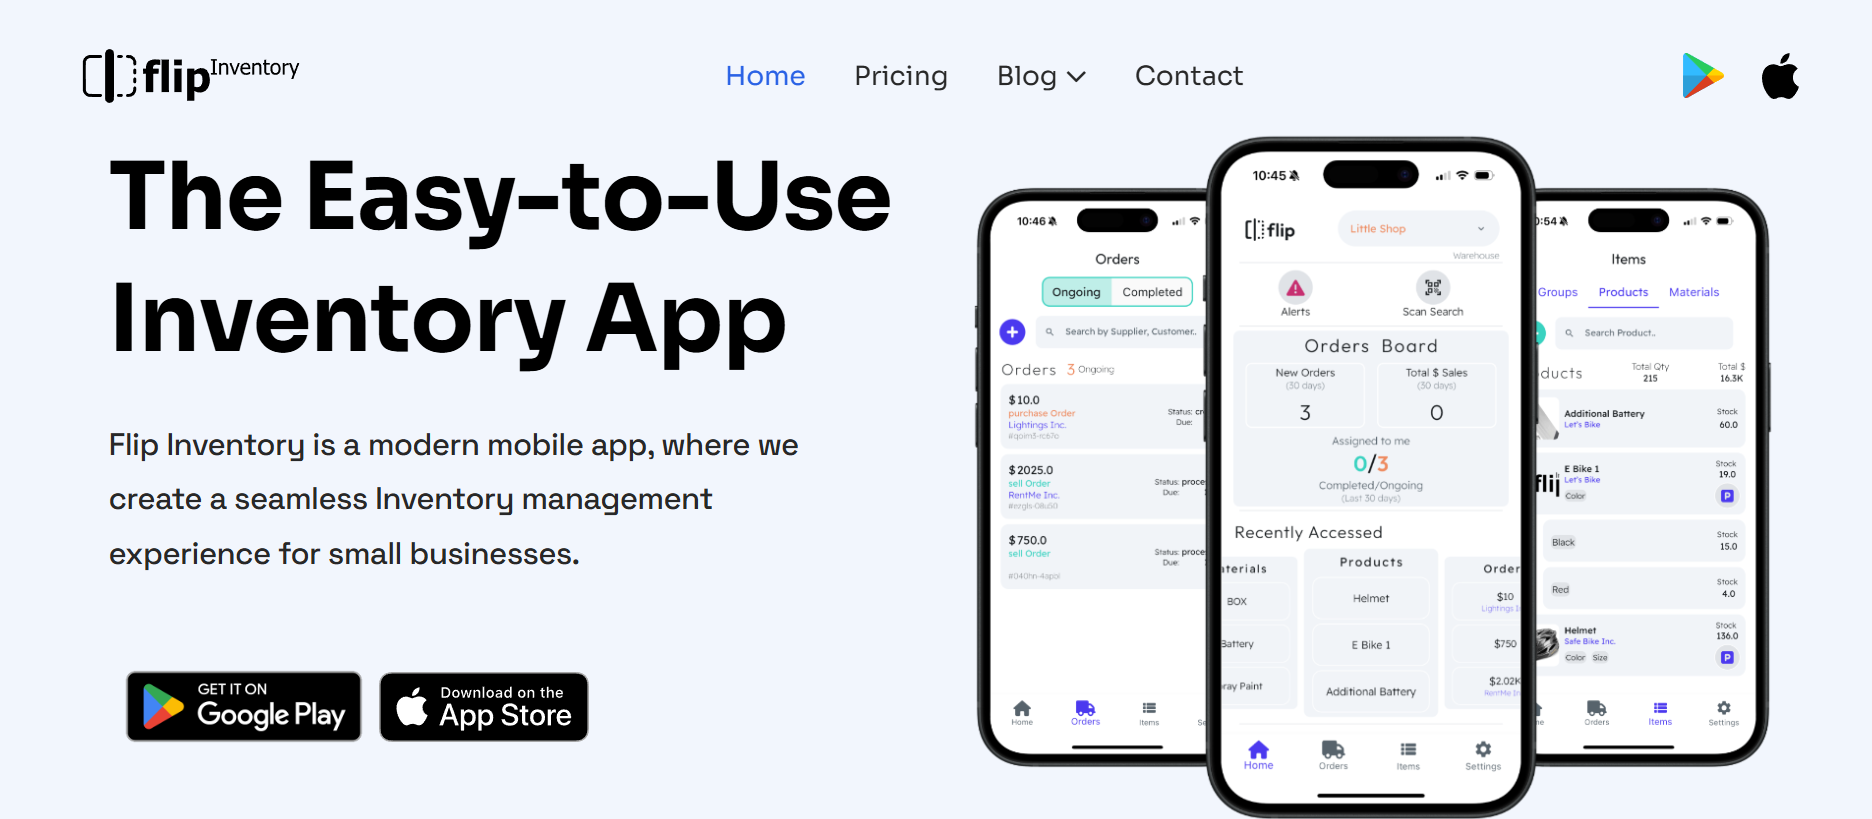 flip Inventory
Home Pricing Blog Contact
The Easy-to-Use
Inventory App
Flip Inventory is a modern mobile app, where we
create a seamless Inventory management
experience for small businesses.
GET IT ON
Google Play
Download on the
App Store
10:46
Orders
Ongoing Completed
Search by Supplier, Customer..
Orders 3 Ongoing
$10.0
purchase Order
Lightings Inc.
Status:
Due:
$2025.0
sell Order
RentMe Inc.
Status: proce
Due:
$750.0
sell Order
Status: proce
Due:
Home Orders Items
10:45
flip
Little Shop
Warehouse
Alerts
Scan Search
Orders Board
New Orders
(30 days)
3
Total $ Sales
(30 days)
0
Assigned to me
0/3
Completed/Ongoing
(Last 30 days)
Recently Accessed
terials
BOX
Battery
ray Paint
Products
Helmet
E Bike 1
Additional Battery
Order
$10
Lightings
$750
$2.02K
RentMe
Home Orders Items Settings
:54
Items
Groups Products Materials
Search Product..
ducts
Total Qty
215
Total $
16.3K
Additional Battery
Let's Bike
Stock
60.0
E Bike 1
Let's Bike
Color
Stock
19.0
P
Black
Stock
15.0
Red
Stock
4.0
Helmet
Safe Bike Inc.
Color Size
Stock
136.0
P
Orders Items Settings